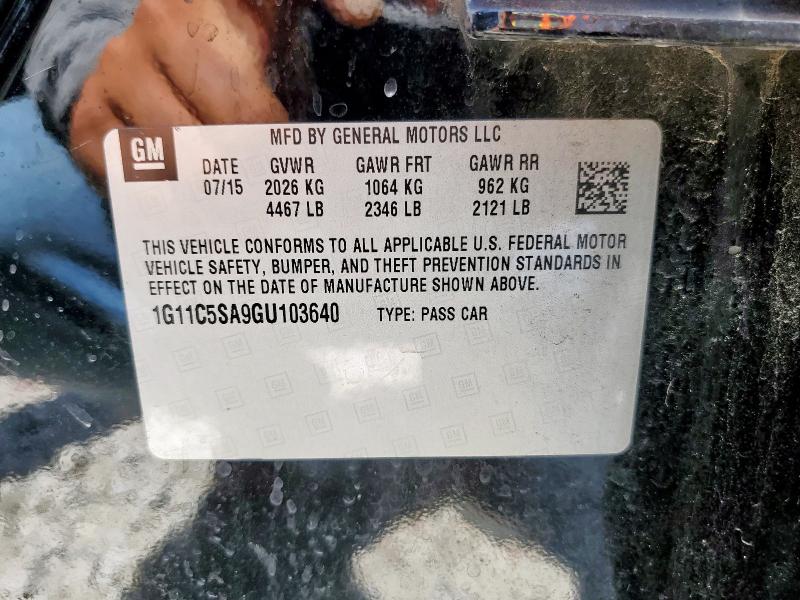 MFD BY GENERAL MOTORS LLC
GM
DATE GVWR GAWR FRT GAWR RR
07/15 2026 KG 1064 KG 962 KG
4467 LB 2346 LB 2121 LB
THIS VEHICLE CONFORMS TO ALL APPLICABLE U.S. FEDERAL MOTOR
VEHICLE SAFETY, BUMPER, AND THEFT PREVENTION STANDARDS IN
EFFECT ON THE DATE OF MANUFACTURE SHOWN ABOVE.
1G11C5SA9GU103640 TYPE: PASS CAR